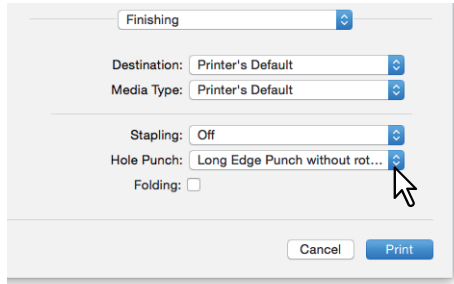 Finishing
Destination: Printer's Default
Media Type: Printer's Default
Stapling: Off
Hole Punch: Long Edge Punch without rot...
Folding:
Cancel Print